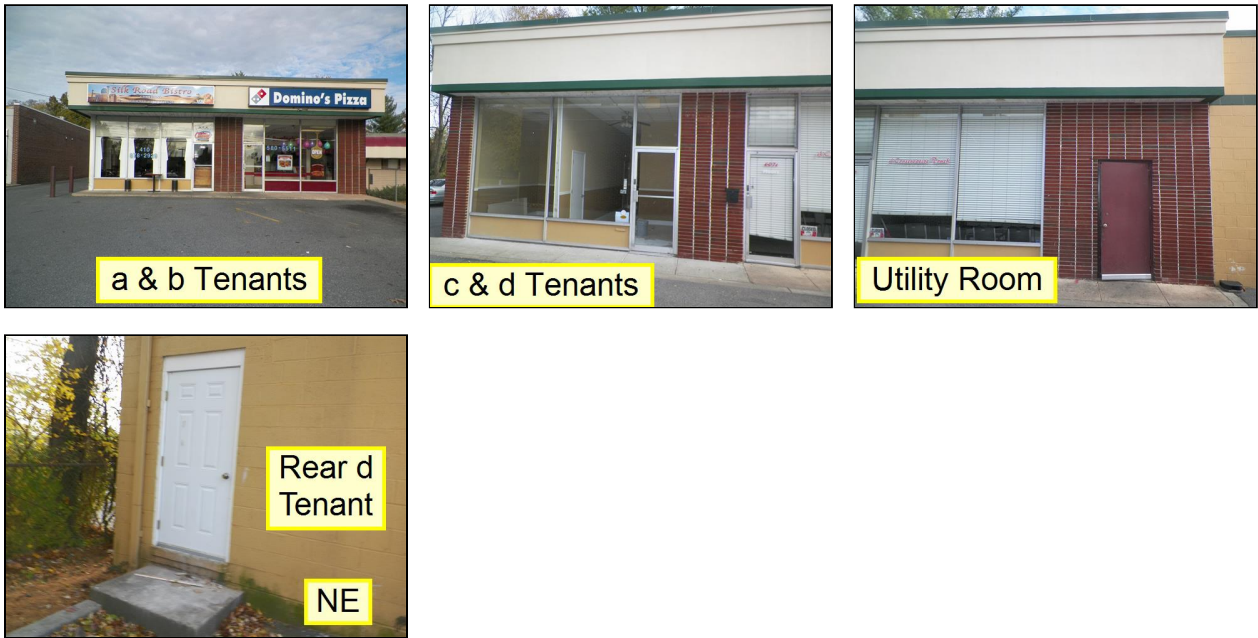 Silk Road Bistro
Domino's Pizza
a & b Tenants
c & d Tenants
Utility Room
Rear d
Tenant
NE